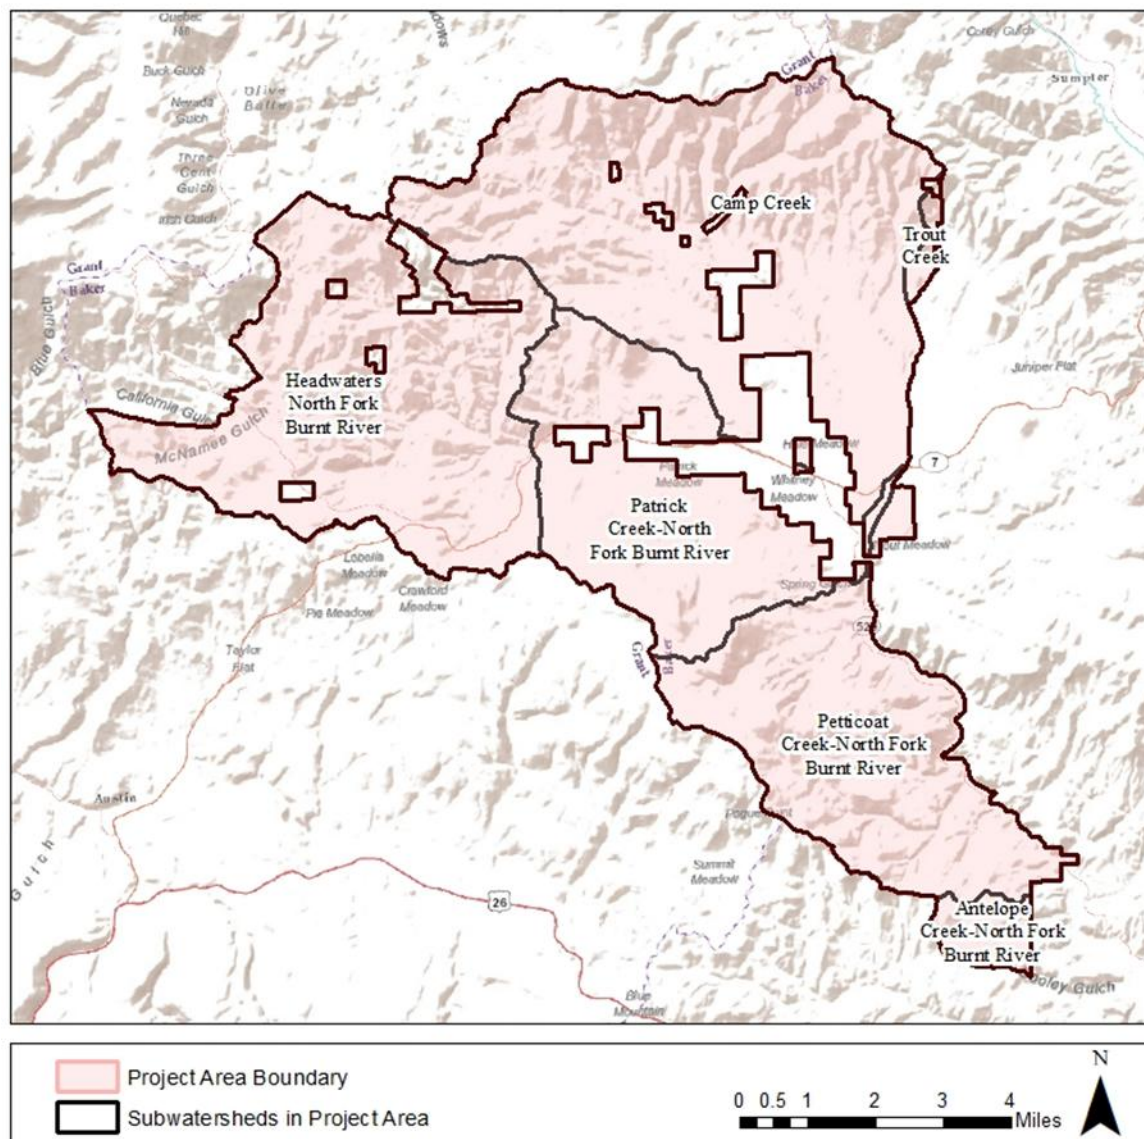 Quebec
Hill
Corey Gulch
Grant
Baker
Sumpter
Buck Gulch
Olive
Butte
Nevada
Gulch
Three
Cent
Gulch
Irish Gulch
Camp Creek
Trout
Creek
Grant
Baker
Blue Gulch
Juniper Flat
Headwaters
North Fork
Burnt River
California Gulch
McNamee Gulch
7
Patrick
Meadow
Whitney
Meadow
Patrick
Creek-North
Fork Burnt River
Meadow
Lobelia
Meadow
Crawford
Meadow
Pie Meadow
Spring
Taylor
Flat
Grant
Baker
Petticoat
Creek-North Fork
Burnt River
Austin
Gulch
Summit
Meadow
26
Antelope
Creek-North Fork
Burnt River
Gulch
Blue
Mountain
Project Area Boundary
Subwatersheds in Project Area
N
0 0.5 1 2 3 4
Miles